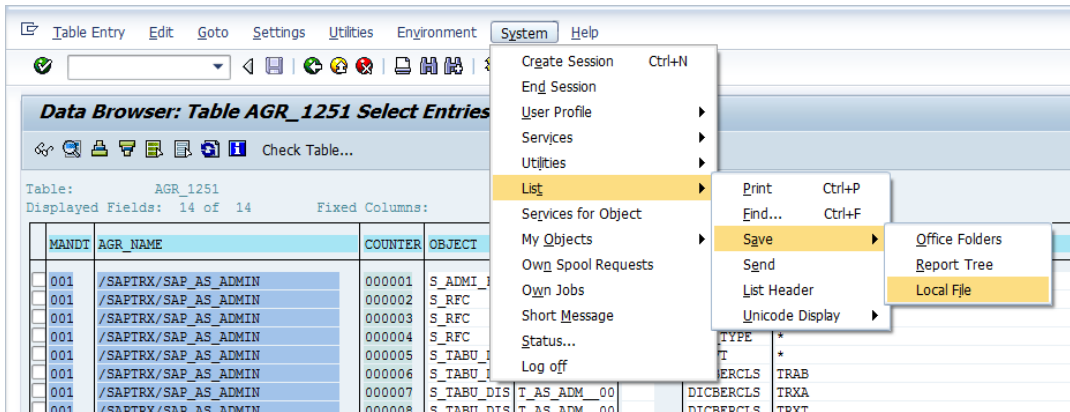 Table Entry Edit Goto Settings Utilities Environment System Help
Create Session Ctrl+N
End Session
User Profile
Services
Utilities
List
Services for Object
My Objects
Own Spool Requests
Own Jobs
Short Message
Status...
Log off
Print Ctrl+P
Find... Ctrl+F
Save
Send
List Header
Unicode Display
Office Folders
Report Tree
Local File
Data Browser: Table AGR_1251 Select Entries
Check Table...
Table: AGR_1251
Displayed Fields: 14 of 14 Fixed Columns:
MANDT AGR_NAME COUNTER OBJECT
001 /SAPTRX/SAP_AS_ADMIN 000001 S_ADMI_
001 /SAPTRX/SAP_AS_ADMIN 000002 S_RFC
001 /SAPTRX/SAP_AS_ADMIN 000003 S_RFC
001 /SAPTRX/SAP_AS_ADMIN 000004 S_RFC TYPE *
001 /SAPTRX/SAP_AS_ADMIN 000005 S_TABU_ *
001 /SAPTRX/SAP_AS_ADMIN 000006 S_TABU_ DICBERCLS TRAB
001 /SAPTRX/SAP_AS_ADMIN 000007 S_TABU_DIS T_AS_ADM__00 DICBERCLS TRXA
001 /SAPTRX/SAP_AS_ADMIN 000008 S_TABU_DIS T_AS_ADM__00 DICBERCLS TRXT